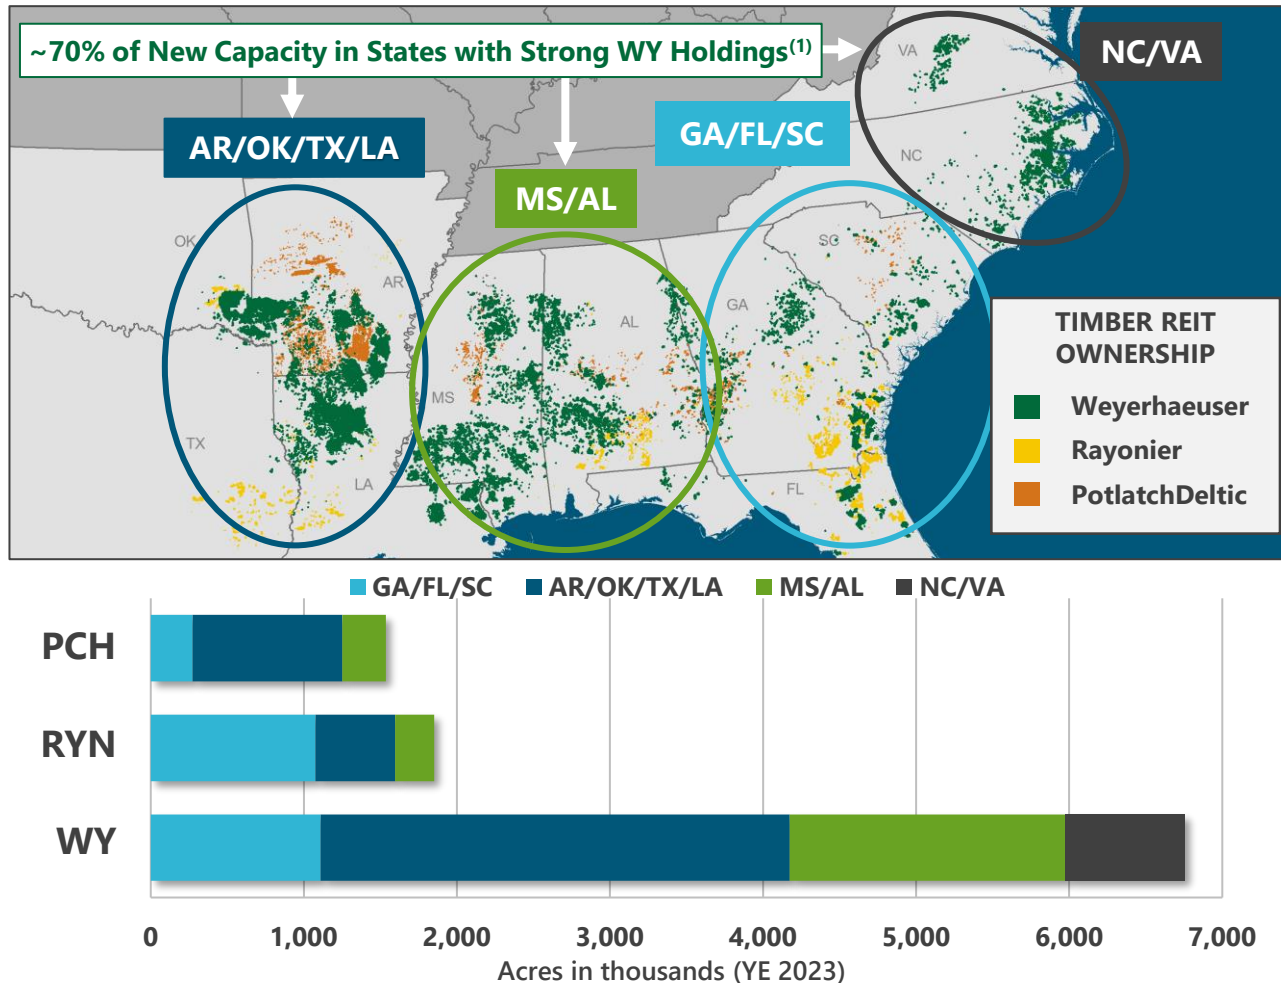 ~70% of New Capacity in States with Strong WY Holdings(1)
NC/VA
GA/FL/SC
AR/OK/TX/LA
MS/AL
VA
NC
OK
AR
SC
GA
AL
MS
TX
LA
FL
TIMBER REIT
OWNERSHIP
Weyerhaeuser
Rayonier
PotlatchDeltic
GA/FL/SC AR/OK/TX/LA MS/AL NC/VA
PCH
RYN
WY
0 1,000 2,000 3,000 4,000 5,000 6,000 7,000
Acres in thousands (YE 2023)